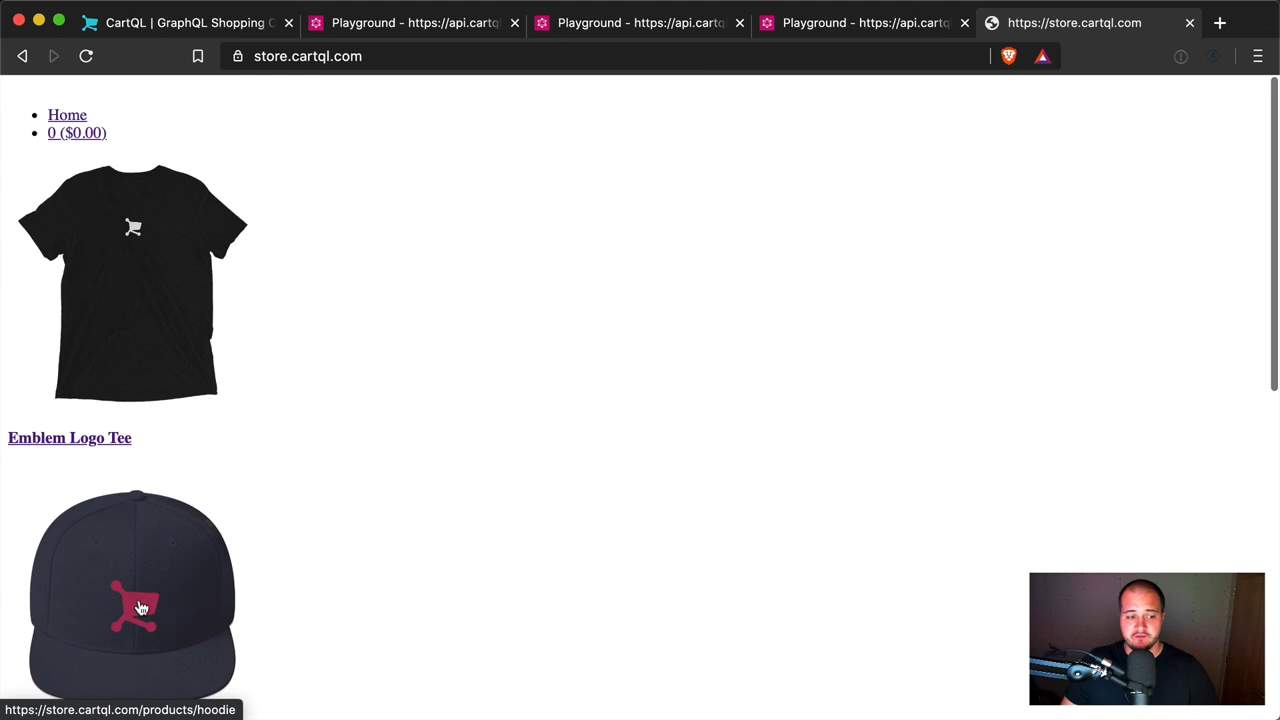 CartQL | GraphQL Shopping C
Playground - https://api.cartq
Playground - https://api.cartq
Playground - https://api.cartq
https://store.cartql.com
store.cartql.com
Home
0 ($0.00)
Emblem Logo Tee
https://store.cartql.com/products/hoodie